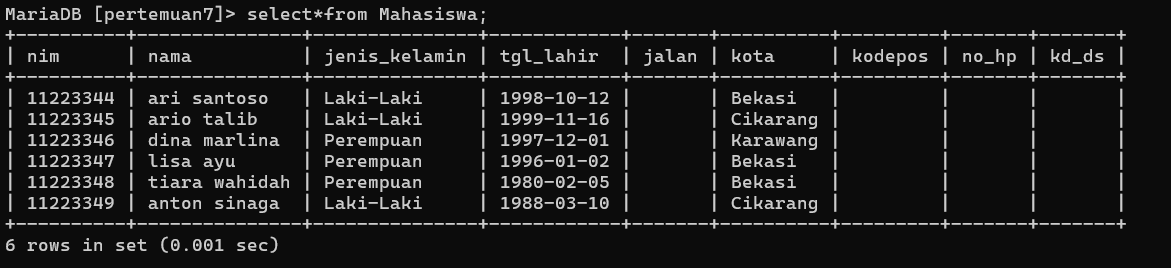 MariaDB [pertemuan7]> select*from Mahasiswa;
+----------+---------------+---------------+------------+-------+----------+---------+-------+-------+
| nim      | nama          | jenis_kelamin | tgl_lahir  | jalan | kota     | kodepos | no_hp | kd_ds |
+----------+---------------+---------------+------------+-------+----------+---------+-------+-------+
| 11223344 | ari santoso   | Laki-Laki     | 1998-10-12 |       | Bekasi   |         |       |       |
| 11223345 | ario talib    | Laki-Laki     | 1999-11-16 |       | Cikarang |         |       |       |
| 11223346 | dina marlina  | Perempuan     | 1997-12-01 |       | Karawang |         |       |       |
| 11223347 | lisa ayu      | Perempuan     | 1996-01-02 |       | Bekasi   |         |       |       |
| 11223348 | tiara wahidah | Perempuan     | 1980-02-05 |       | Bekasi   |         |       |       |
| 11223349 | anton sinaga  | Laki-Laki     | 1988-03-10 |       | Cikarang |         |       |       |
+----------+---------------+---------------+------------+-------+----------+---------+-------+-------+
6 rows in set (0.001 sec)